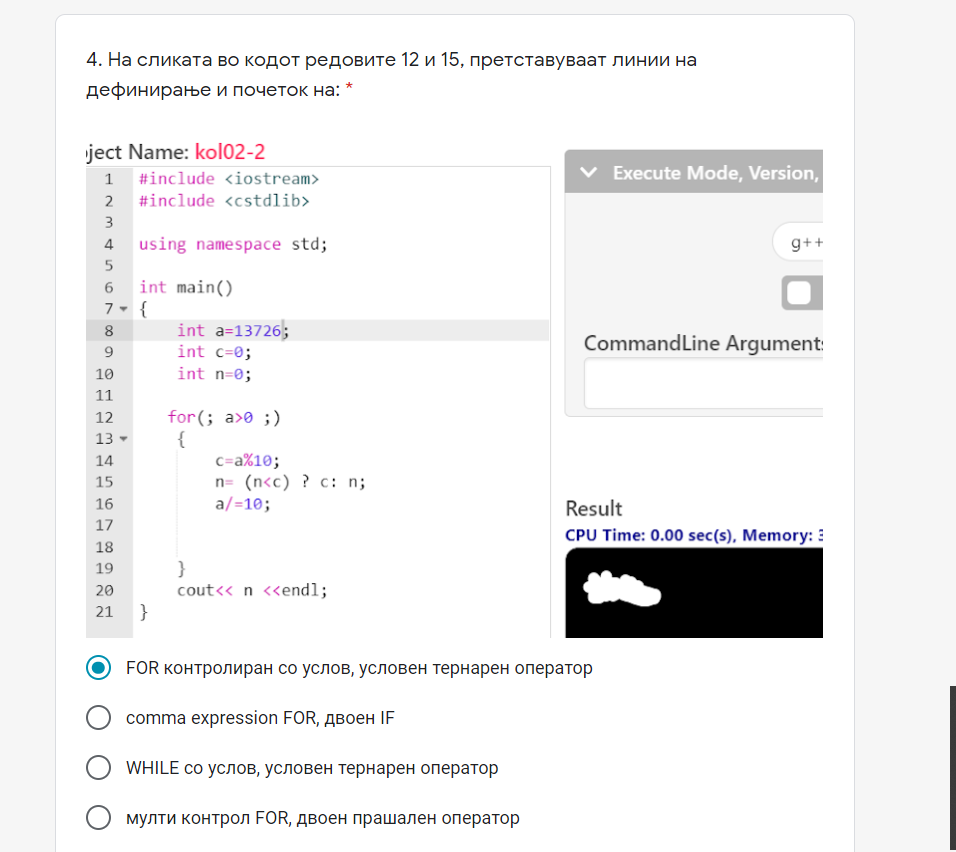 4. На сликата во кодот редовите 12 и 15, претставуваат линии на
дефинирање и почеток на: *
ject Name: kol02-2
1 #include <iostream>
2 #include <cstdlib>
3
4 using namespace std;
5
6 int main()
7 {
8 int a=13726;
9 int c=0;
10 int n=0;
11
12 for(; a>0 ;)
13 {
14 c=a%10;
15 n= (n<c) ? c: n;
16 a/=10;
17
18
19 }
20 cout<< n <<endl;
21 }
Execute Mode, Version,
g++
CommandLine Arguments
Result
CPU Time: 0.00 sec(s), Memory: 3
FOR контролиран со услов, условен тернарен оператор
comma expression FOR, двоен IF
WHILE со услов, условен тернарен оператор
мулти контрол FOR, двоен прашален оператор